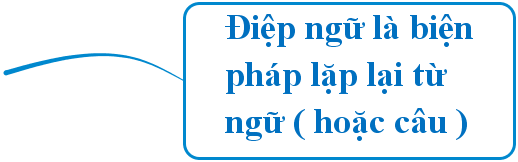 Điệp ngữ là biện
pháp lặp lại từ
ngữ ( hoặc câu )